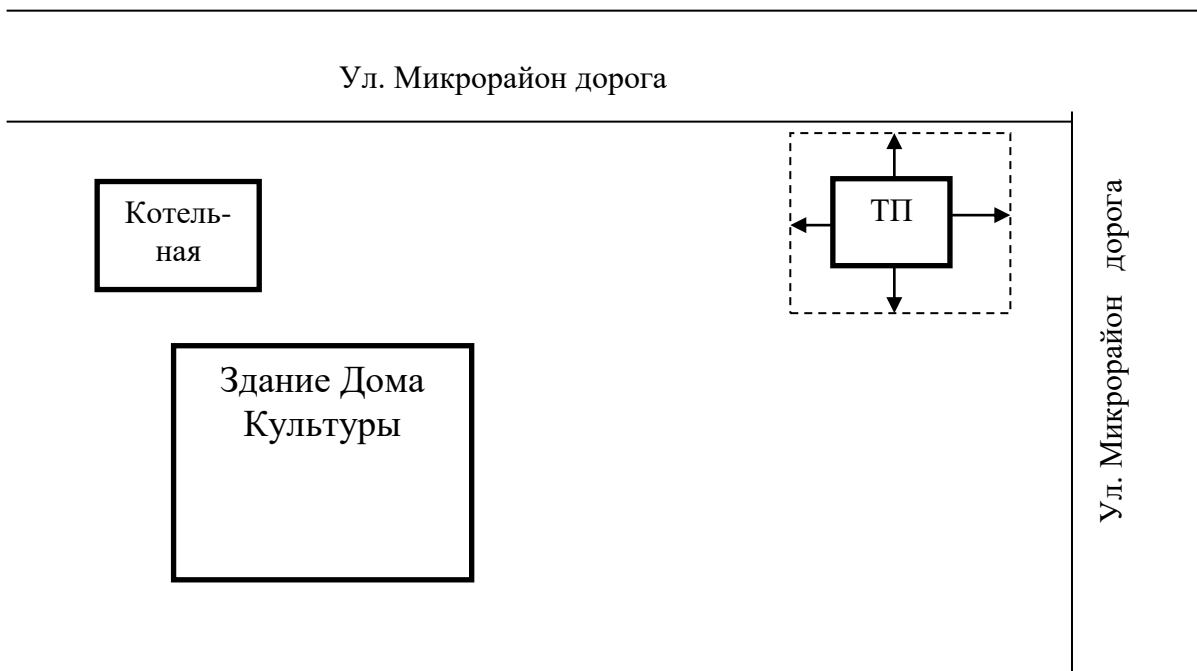 Ул. Микрорайон дорога
Котель-
ная
ТП
Здание Дома
Культуры
Ул. Микрорайон дорога